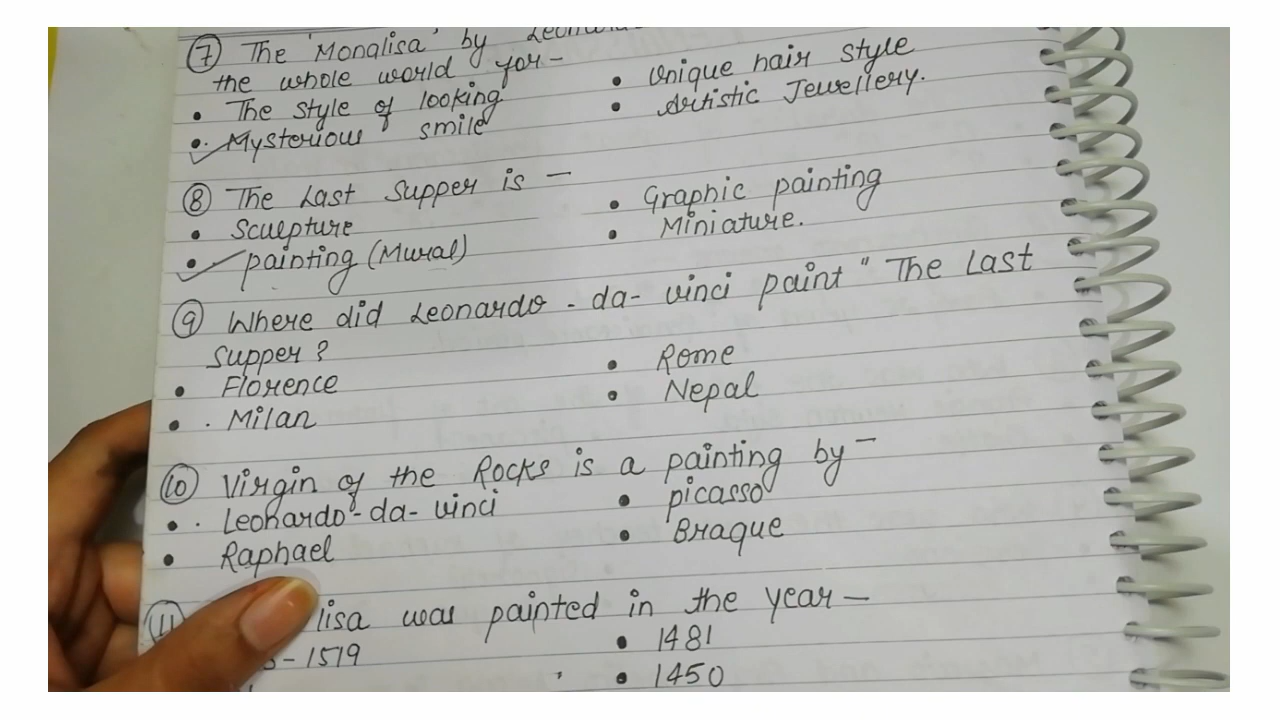 ⑦ The 'Monalisa' by
the whole world for-
• The style of looking
• Unique hair style
• Mysterious smile
• Artistic Jewellery.
⑧ The Last Supper is -
• Sculpture
• Graphic painting
• painting (Mural)
• Miniature.
⑨ Where did Leonardo-da-vinci paint "The Last
Supper?
• Florence
• Rome
• Milan
• Nepal
⑩ Virgin of the Rocks is a painting by-
• Leonardo-da-vinci
• picasso
• Raphael
• Braque
⑪ lisa was painted in the year-
-1519
• 1481
• 1450